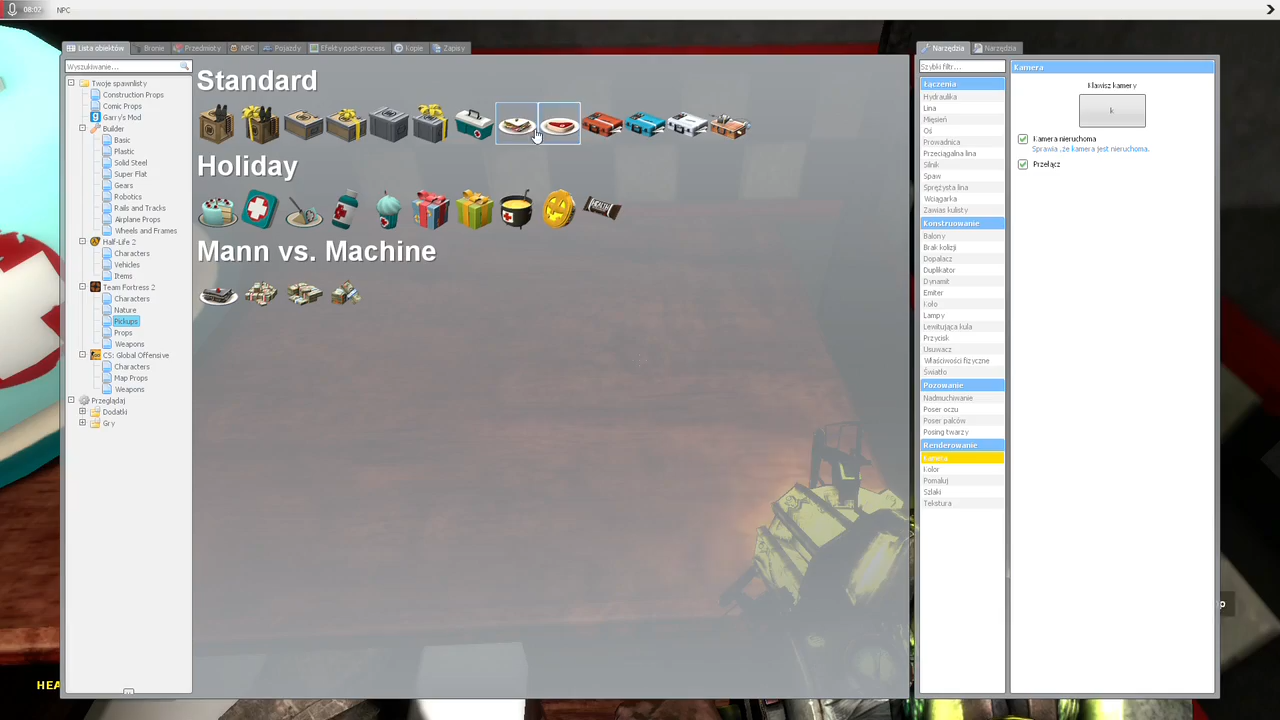 08:02 NPC
Lista obiektów
Bronie
Przedmioty
NPC
Pojazdy
Efekty post-process
Kopie
Zapisy
Wyszukiwanie...
Twoje spawnlisty
Construction Props
Comic Props
Garry's Mod
Builder
Basic
Plastic
Solid Steel
Super Flat
Gears
Robotics
Rails and Tracks
Airplane Props
Wheels and Frames
Half-Life 2
Characters
Vehicles
Items
Team Fortress 2
Characters
Nature
Pickups
Props
Weapons
CS: Global Offensive
Characters
Map Props
Weapons
Przeglądaj
Dodatki
Gry
Standard
Holiday
Mann vs. Machine
Narzędzia
Narzędzia
Szybki filtr...
Łączenia
Hydraulika
Lina
Mięsień
Oś
Prowadnica
Przeciągalna lina
Silnik
Spaw
Sprężysta lina
Wciągarka
Zawias kulisty
Konstruowanie
Balony
Brak kolizji
Dopalacz
Duplikator
Dynamit
Emiter
Koło
Lampy
Lewitująca kula
Przycisk
Usuwacz
Właściwości fizyczne
Światło
Pozowanie
Nadmuchiwanie
Poser oczu
Poser palców
Posing twarzy
Renderowanie
Kamera
Kolor
Pomaluj
Szlaki
Tekstura
Kamera
Klawisz kamery
k
Kamera nieruchoma
Sprawia ,że kamera jest nieruchoma.
Przełącz
HEA
p